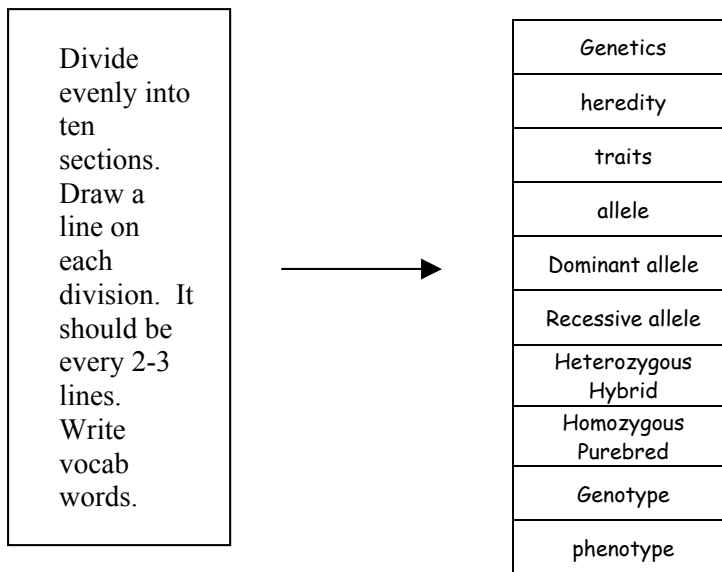 Divide
evenly into
ten
sections.
Draw a
line on
each
division.  It
should be
every 2-3
lines.
Write
vocab
words.
Genetics
heredity
traits
allele
Dominant allele
Recessive allele
Heterozygous
Hybrid
Homozygous
Purebred
Genotype
phenotype